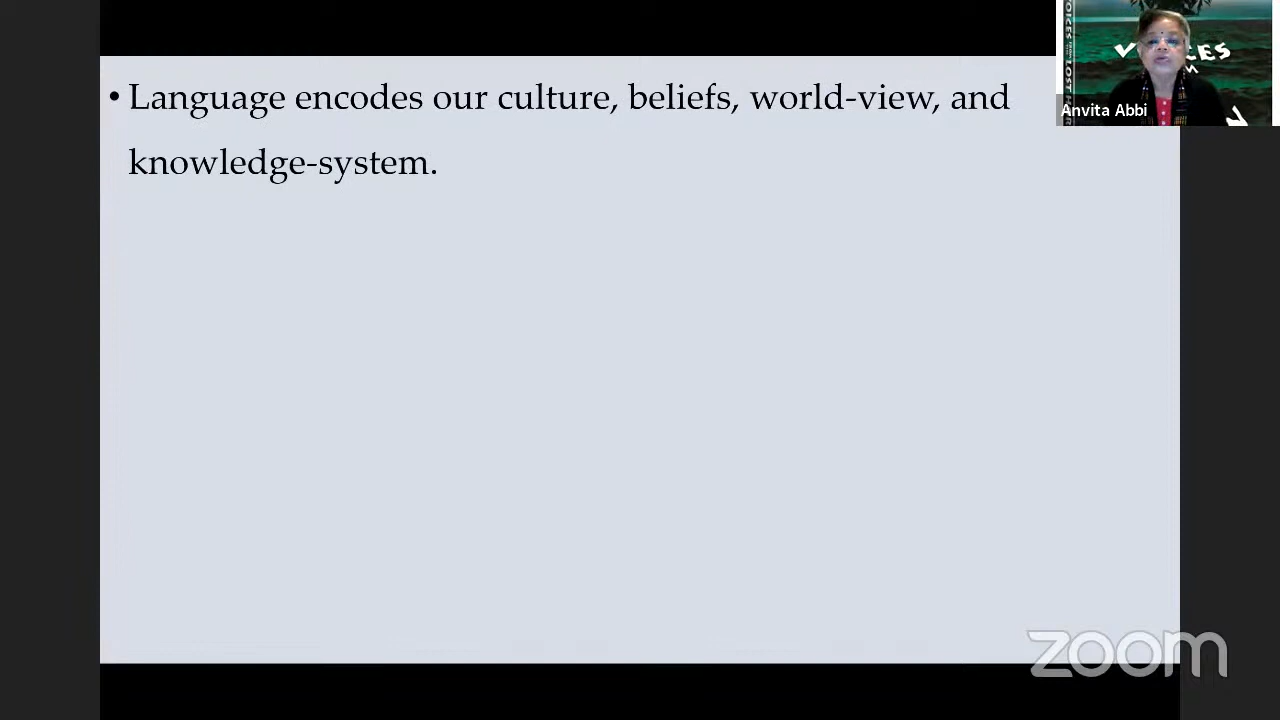 • Language encodes our culture, beliefs, world-view, and
knowledge-system.
Anvita Abbi
zoom